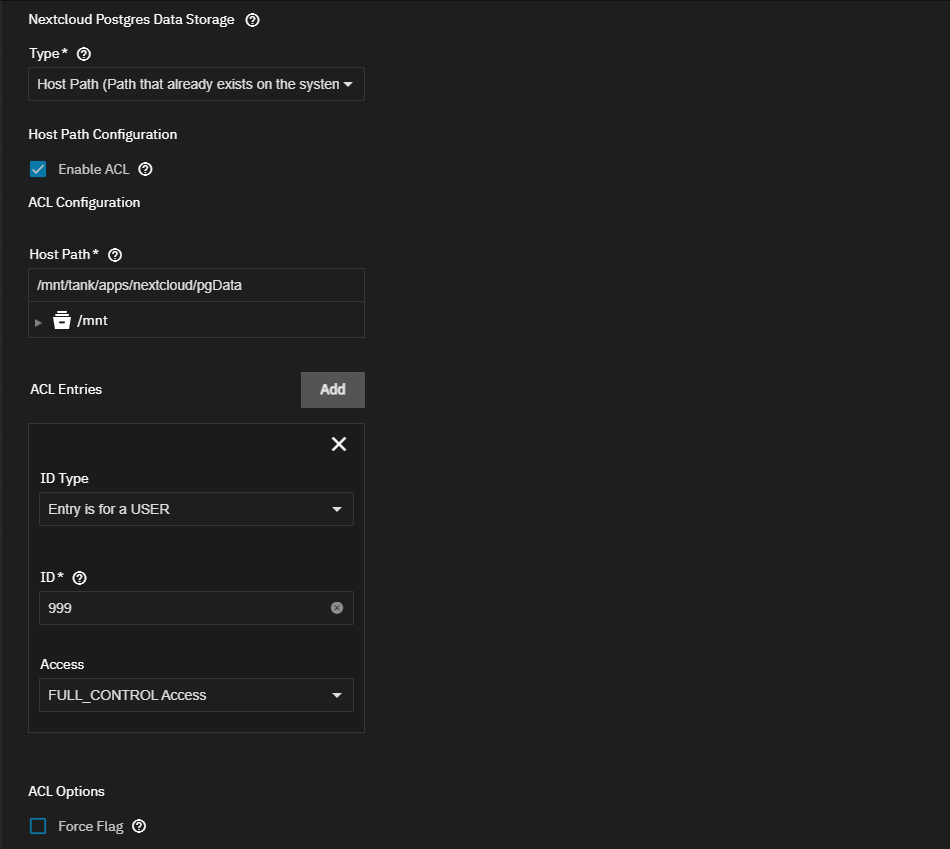 Nextcloud Postgres Data Storage
Type*
Host Path (Path that already exists on the system
Host Path Configuration
Enable ACL
ACL Configuration
Host Path*
/mnt/tank/apps/nextcloud/pgData
/mnt
ACL Entries Add
ID Type
Entry is for a USER
ID*
999
Access
FULL_CONTROL Access
ACL Options
Force Flag